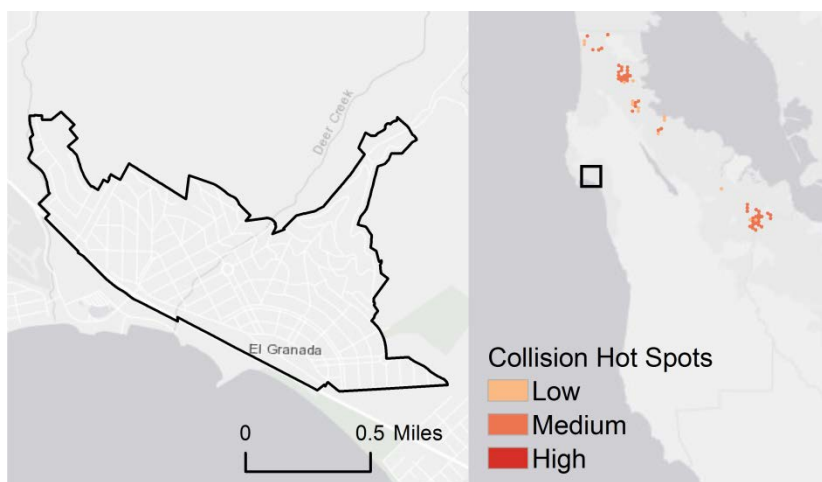 Deer Creek
El Granada
0 0.5 Miles
Collision Hot Spots
Low
Medium
High